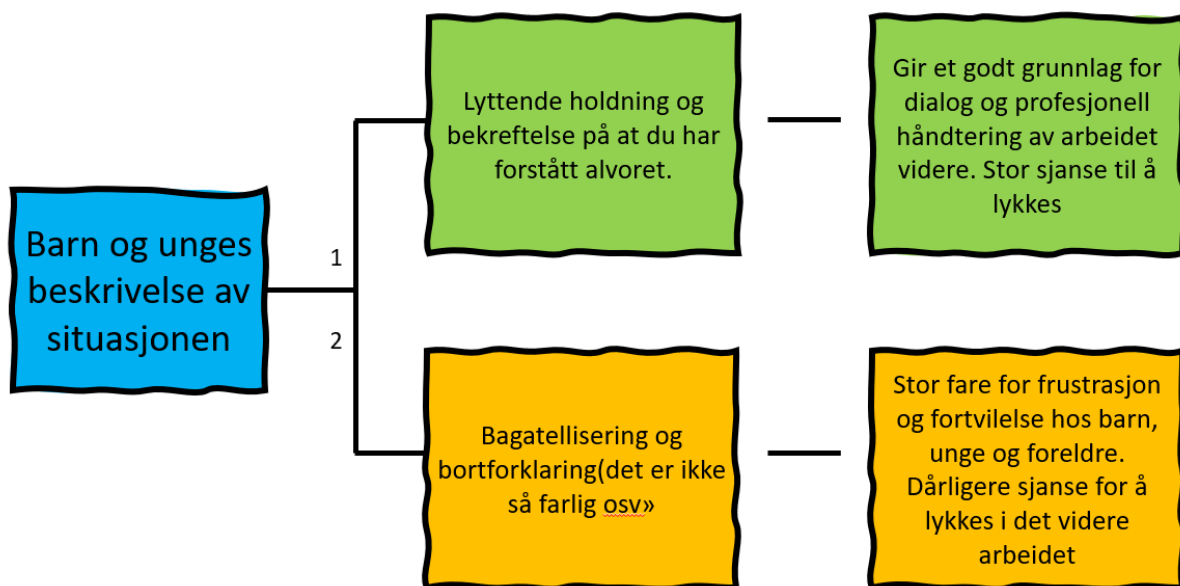 Barn og unges
beskrivelse av
situasjonen
1
2
Lyttende holdning og
bekreftelse på at du har
forstått alvoret.
Gir et godt grunnlag for
dialog og profesjonell
håndtering av arbeidet
videre. Stor sjanse til å
lykkes
Bagatellisering og
bortforklaring(det er ikke
så farlig osv»
Stor fare for frustrasjon
og fortvilelse hos barn,
unge og foreldre.
Dårligere sjanse for å
lykkes i det videre
arbeidet